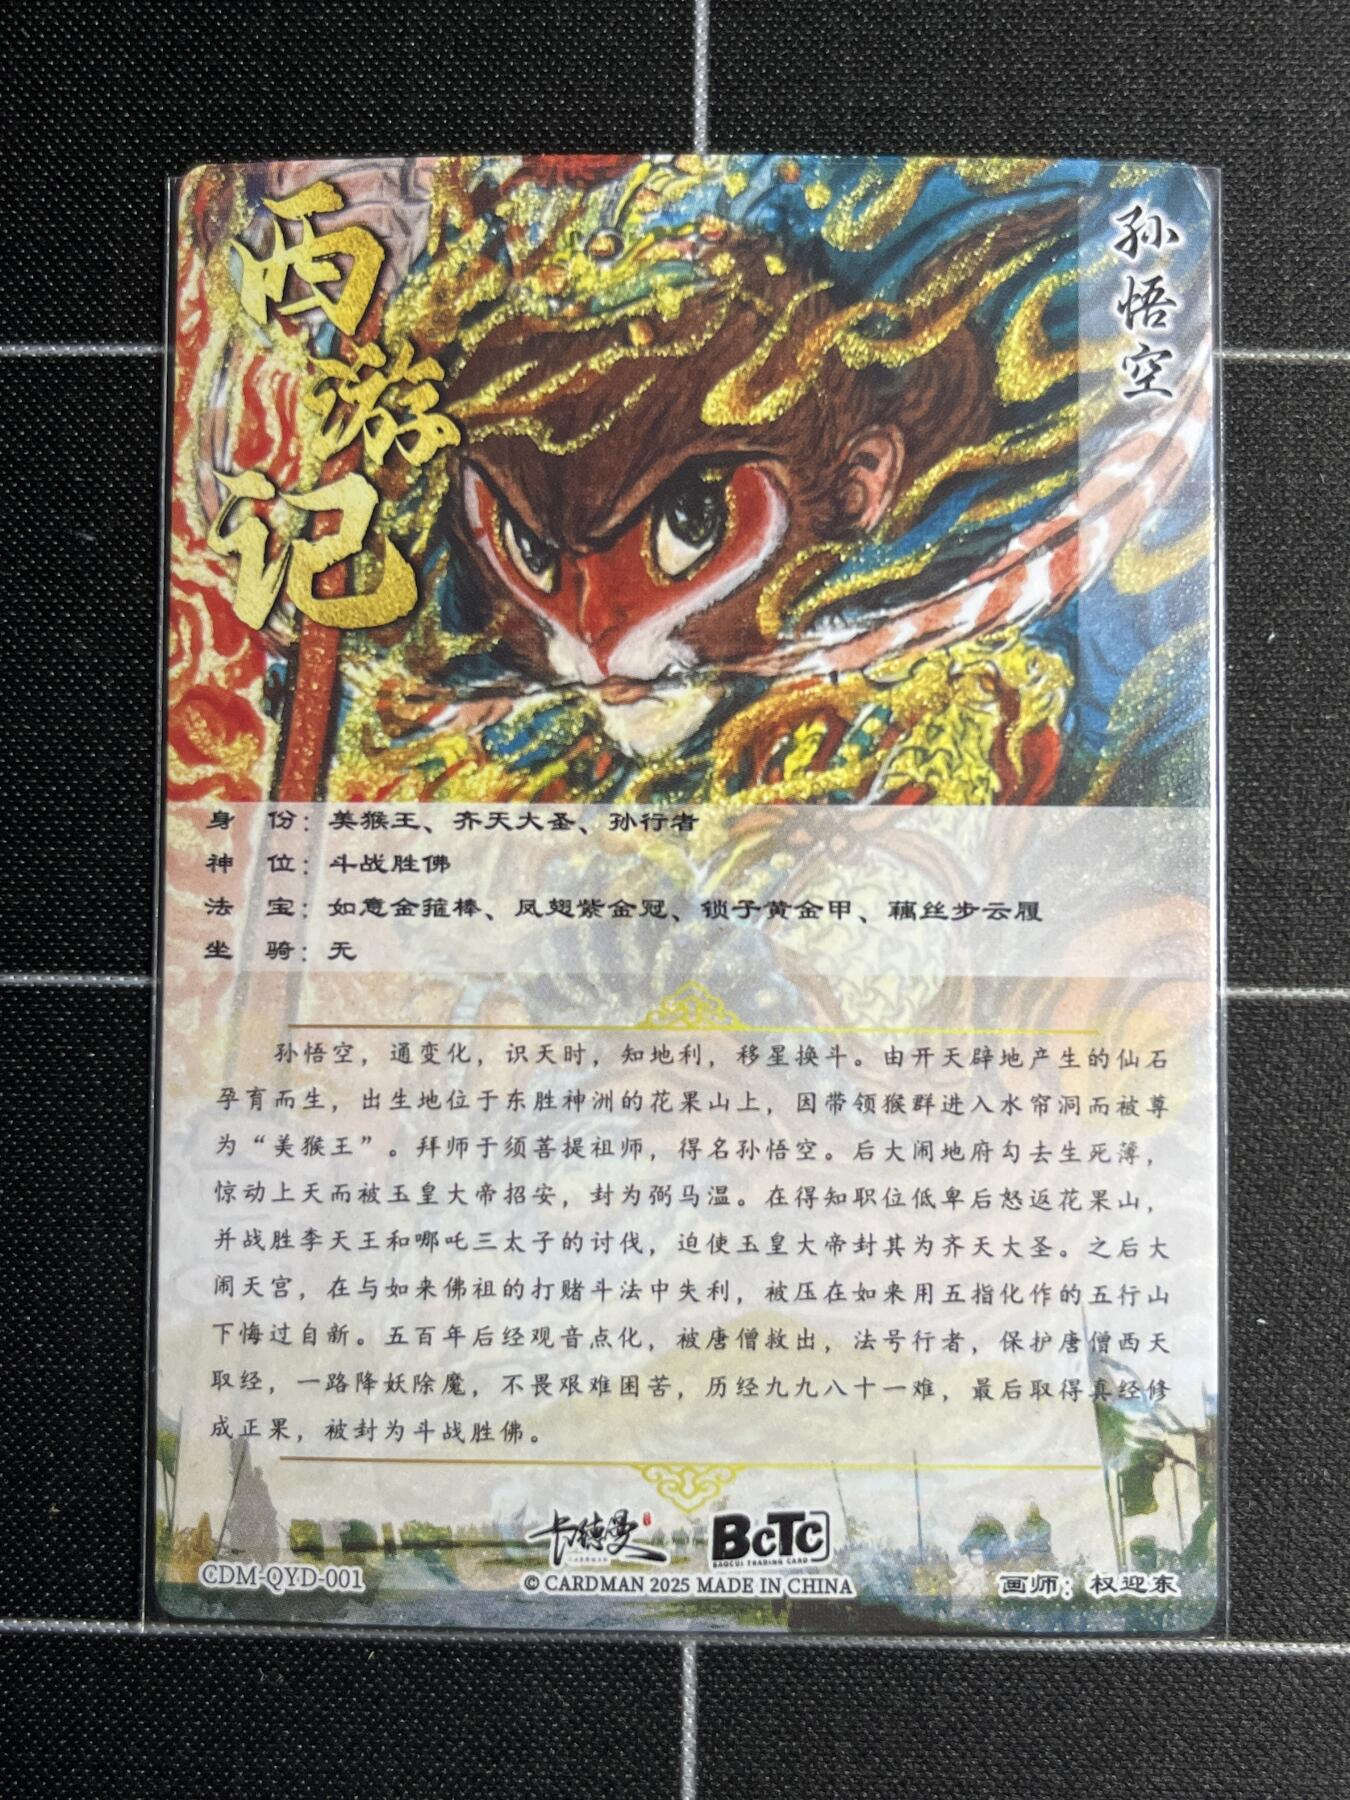 西游记
孙悟空
身 份：美猴王、齐天大圣、孙行者
神 位：斗战胜佛
法 宝：如意金箍棒、凤翅紫金冠、锁子黄金甲、藕丝步云履
坐 骑：无
孙悟空，通变化，识天时，知地利，移星换斗。由开天辟地产生的仙石
孕育而生，出生地位于东胜神洲的花果山上，因带领猴群进入水帘洞而被尊
为“美猴王”。拜师于须菩提祖师，得名孙悟空。后大闹地府勾去生死薄，
惊动上天而被玉皇大帝招安，封为弼马温。在得知职位低卑后怒返花果山，
并战胜李天王和哪吒三太子的讨伐，迫使玉皇大帝封其为齐天大圣。之后大
闹天宫，在与如来佛祖的打赌斗法中失利，被压在如来用五指化作的五行山
下悔过自新。五百年后经观音点化，被唐僧救出，法号行者，保护唐僧西天
取经，一路降妖除魔，不畏艰难困苦，历经九九八十一难，最后取得真经修
成正果，被封为斗战胜佛。
卡德曼 BCTC
BAOCUI TRADING CARD
CDM-QYD-001
© CARDMAN 2025 MADE IN CHINA
画师：权迎东